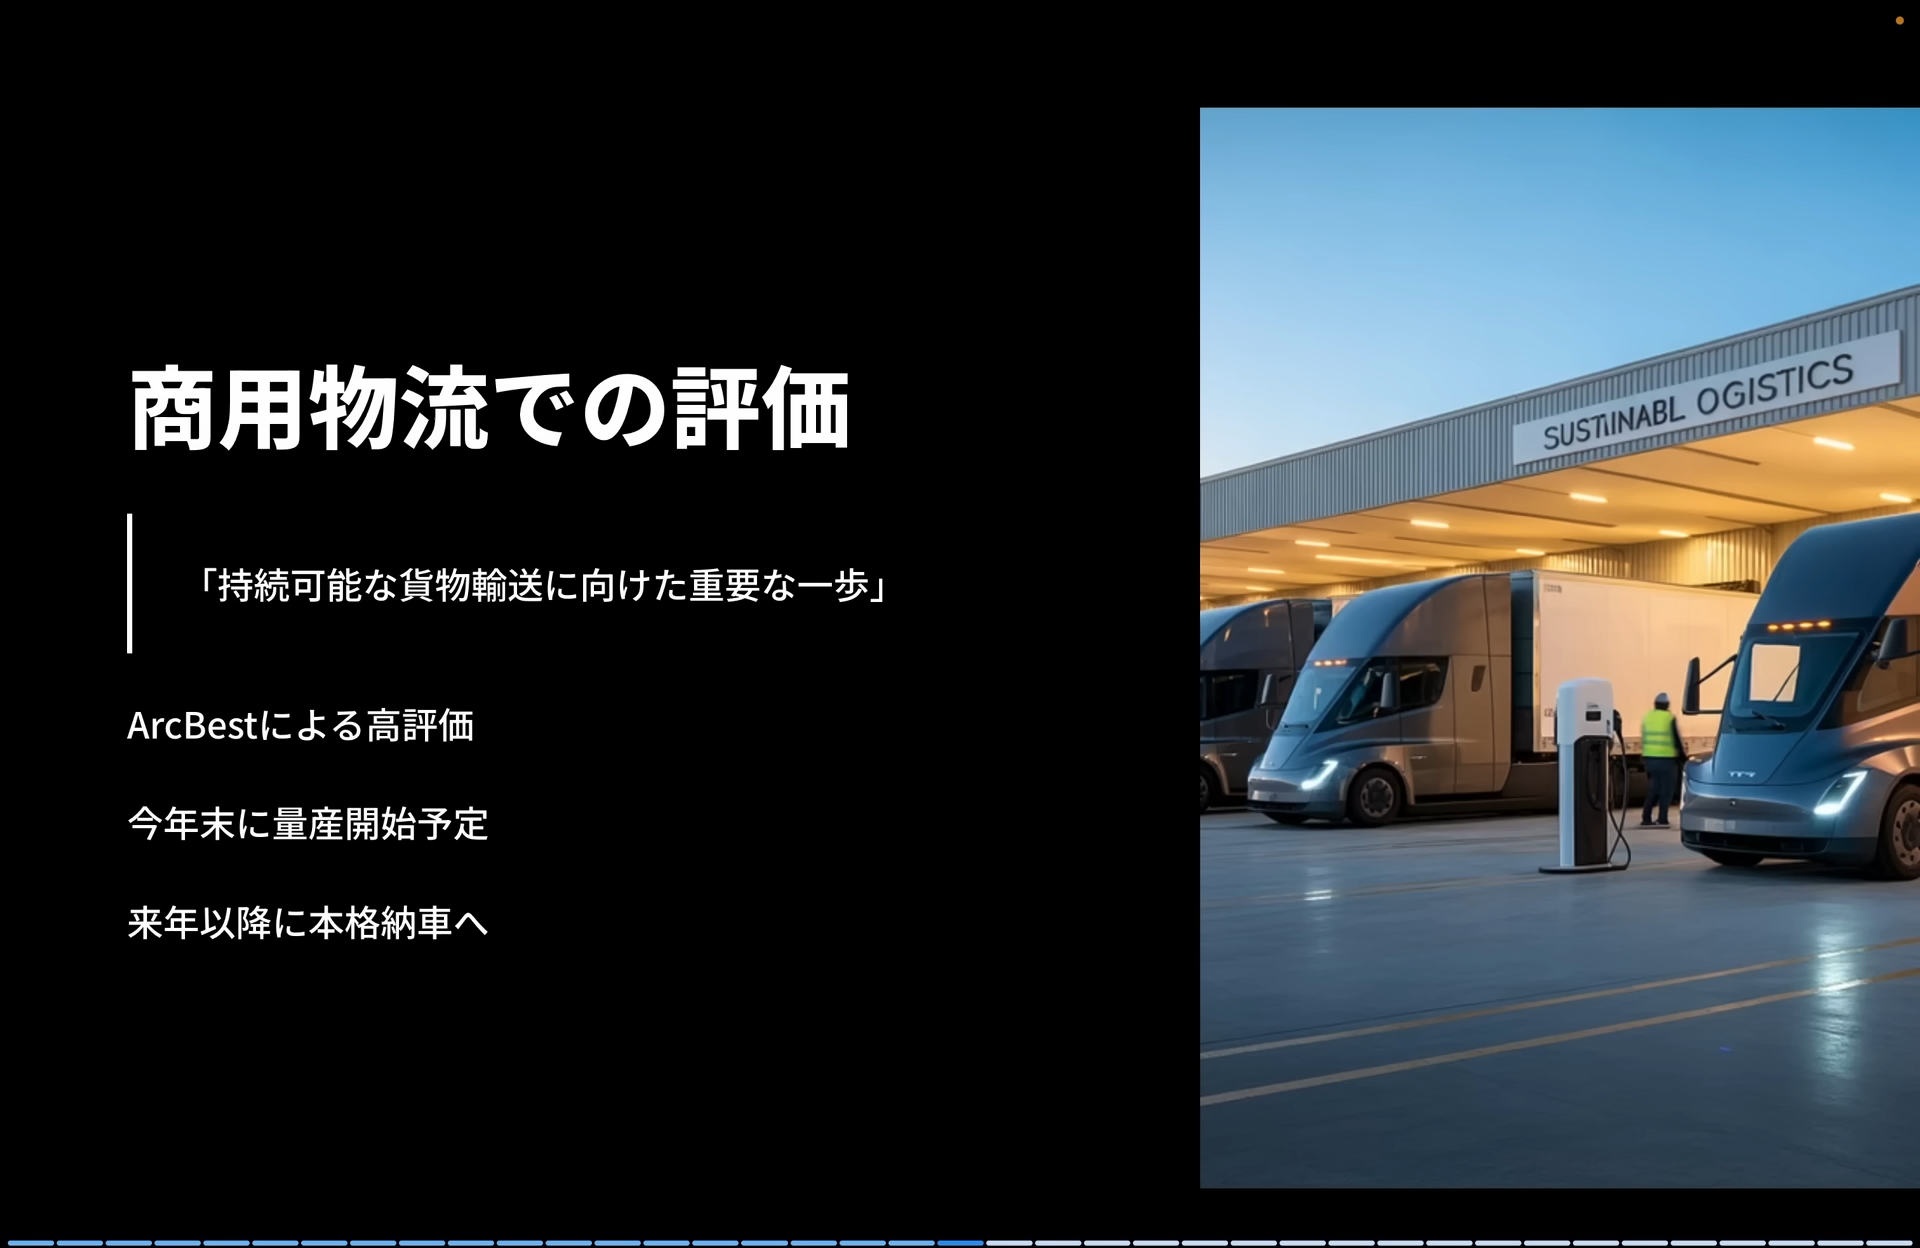 商用物流での評価
「持続可能な貨物輸送に向けた重要な一歩」
ArcBestによる高評価
今年末に量産開始予定
来年以降に本格納車へ
SUSTINABL OGISTICS